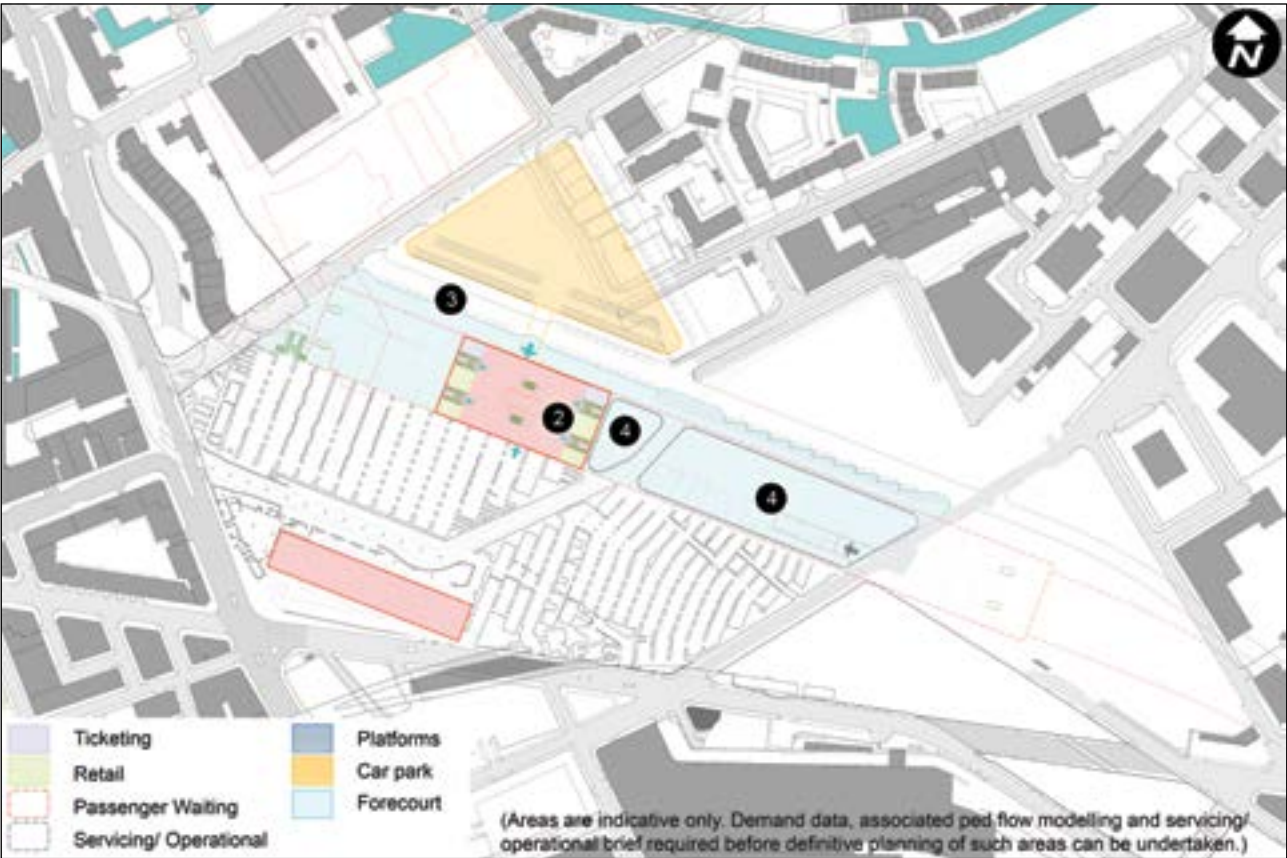 N
3
2
4
4
Ticketing
Retail
Passenger Waiting
Servicing/ Operational
Platforms
Car park
Forecourt
(Areas are indicative only. Demand data, associated ped flow modelling and servicing/
operational brief required before definitive planning of such areas can be undertaken.)